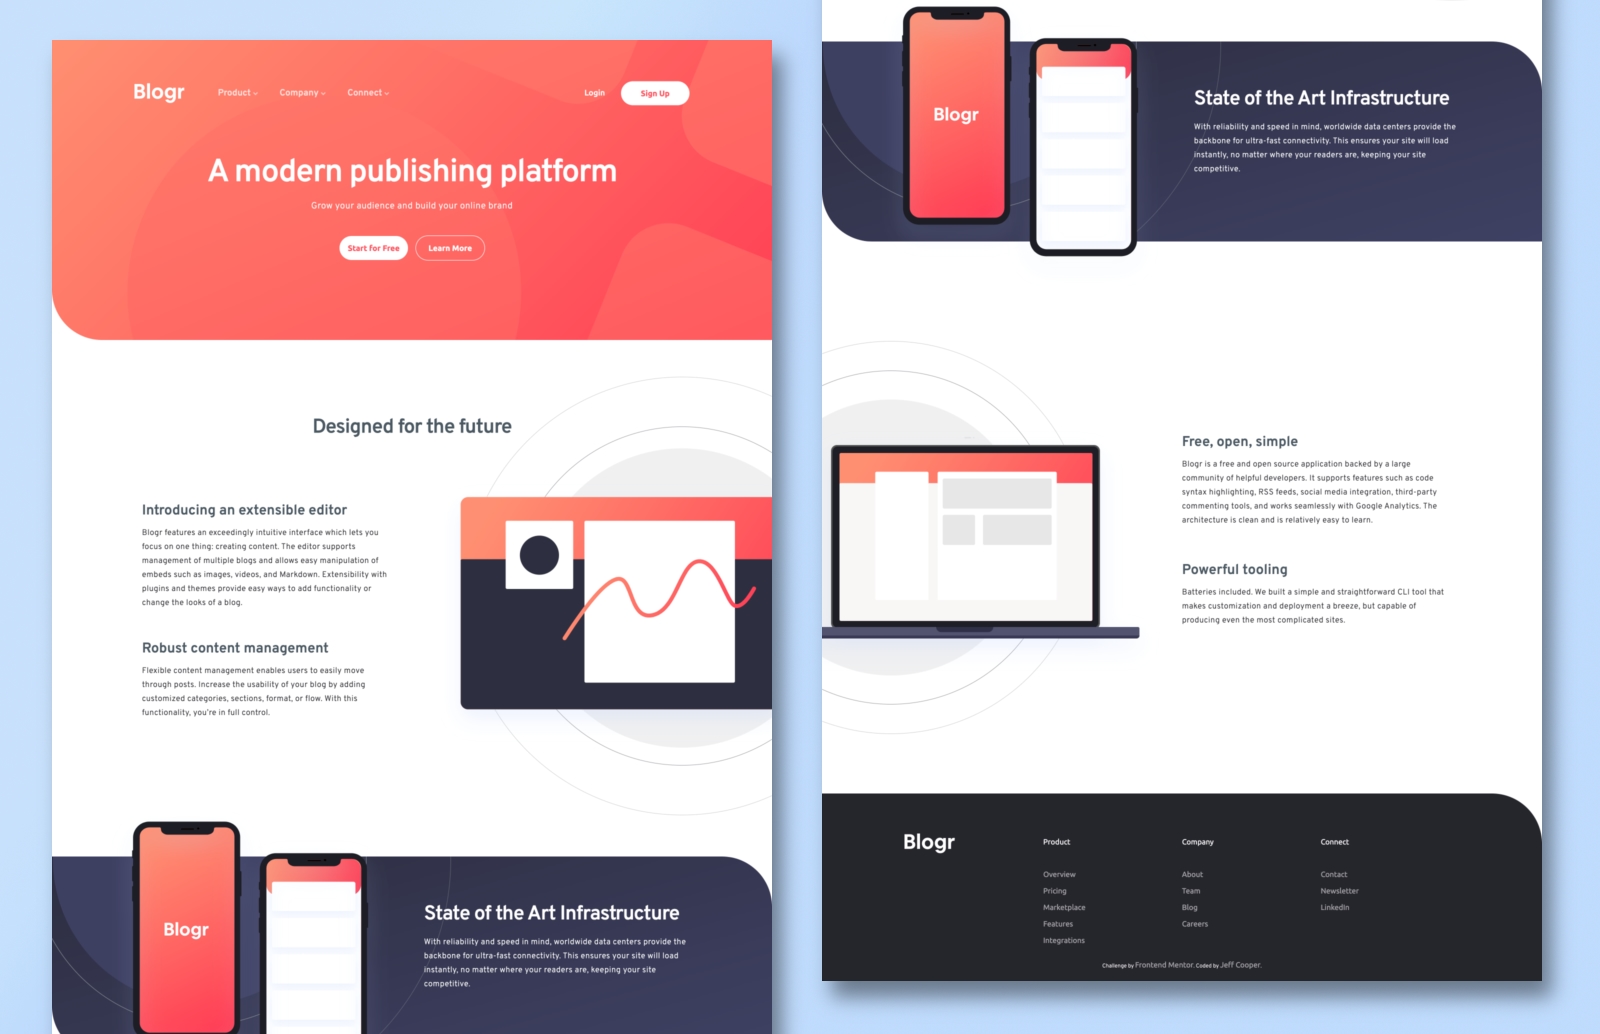 Blogr
Product
Company
Connect
Login
Sign Up
A modern publishing platform
Grow your audience and build your online brand
Start for Free
Learn More
Designed for the future
Introducing an extensible editor
Blogr features an exceedingly intuitive interface which lets you
focus on one thing: creating content. The editor supports
management of multiple blogs and allows easy manipulation of
embeds such as images, videos, and Markdown. Extensibility with
plugins and themes provide easy ways to add functionality or
change the looks of a blog.
Robust content management
Flexible content management enables users to easily move
through posts. Increase the usability of your blog by adding
customized categories, sections, format, or flow. With this
functionality, you're in full control.
Blogr
State of the Art Infrastructure
With reliability and speed in mind, worldwide data centers provide the
backbone for ultra-fast connectivity. This ensures your site will load
instantly, no matter where your readers are, keeping your site
competitive.
Blogr
State of the Art Infrastructure
With reliability and speed in mind, worldwide data centers provide the
backbone for ultra-fast connectivity. This ensures your site will load
instantly, no matter where your readers are, keeping your site
competitive.
Free, open, simple
Blogr is a free and open source application backed by a large
community of helpful developers. It supports features such as code
syntax highlighting, RSS feeds, social media integration, third-party
commenting tools, and works seamlessly with Google Analytics. The
architecture is clean and is relatively easy to learn.
Powerful tooling
Batteries included. We built a simple and straightforward CLI tool that
makes customization and deployment a breeze, but capable of
producing even the most complicated sites.
Blogr
Product
Overview
Pricing
Marketplace
Features
Integrations
Company
About
Team
Blog
Careers
Connect
Contact
Newsletter
LinkedIn
Challenge by Frontend Mentor. Coded by Jeff Cooper.